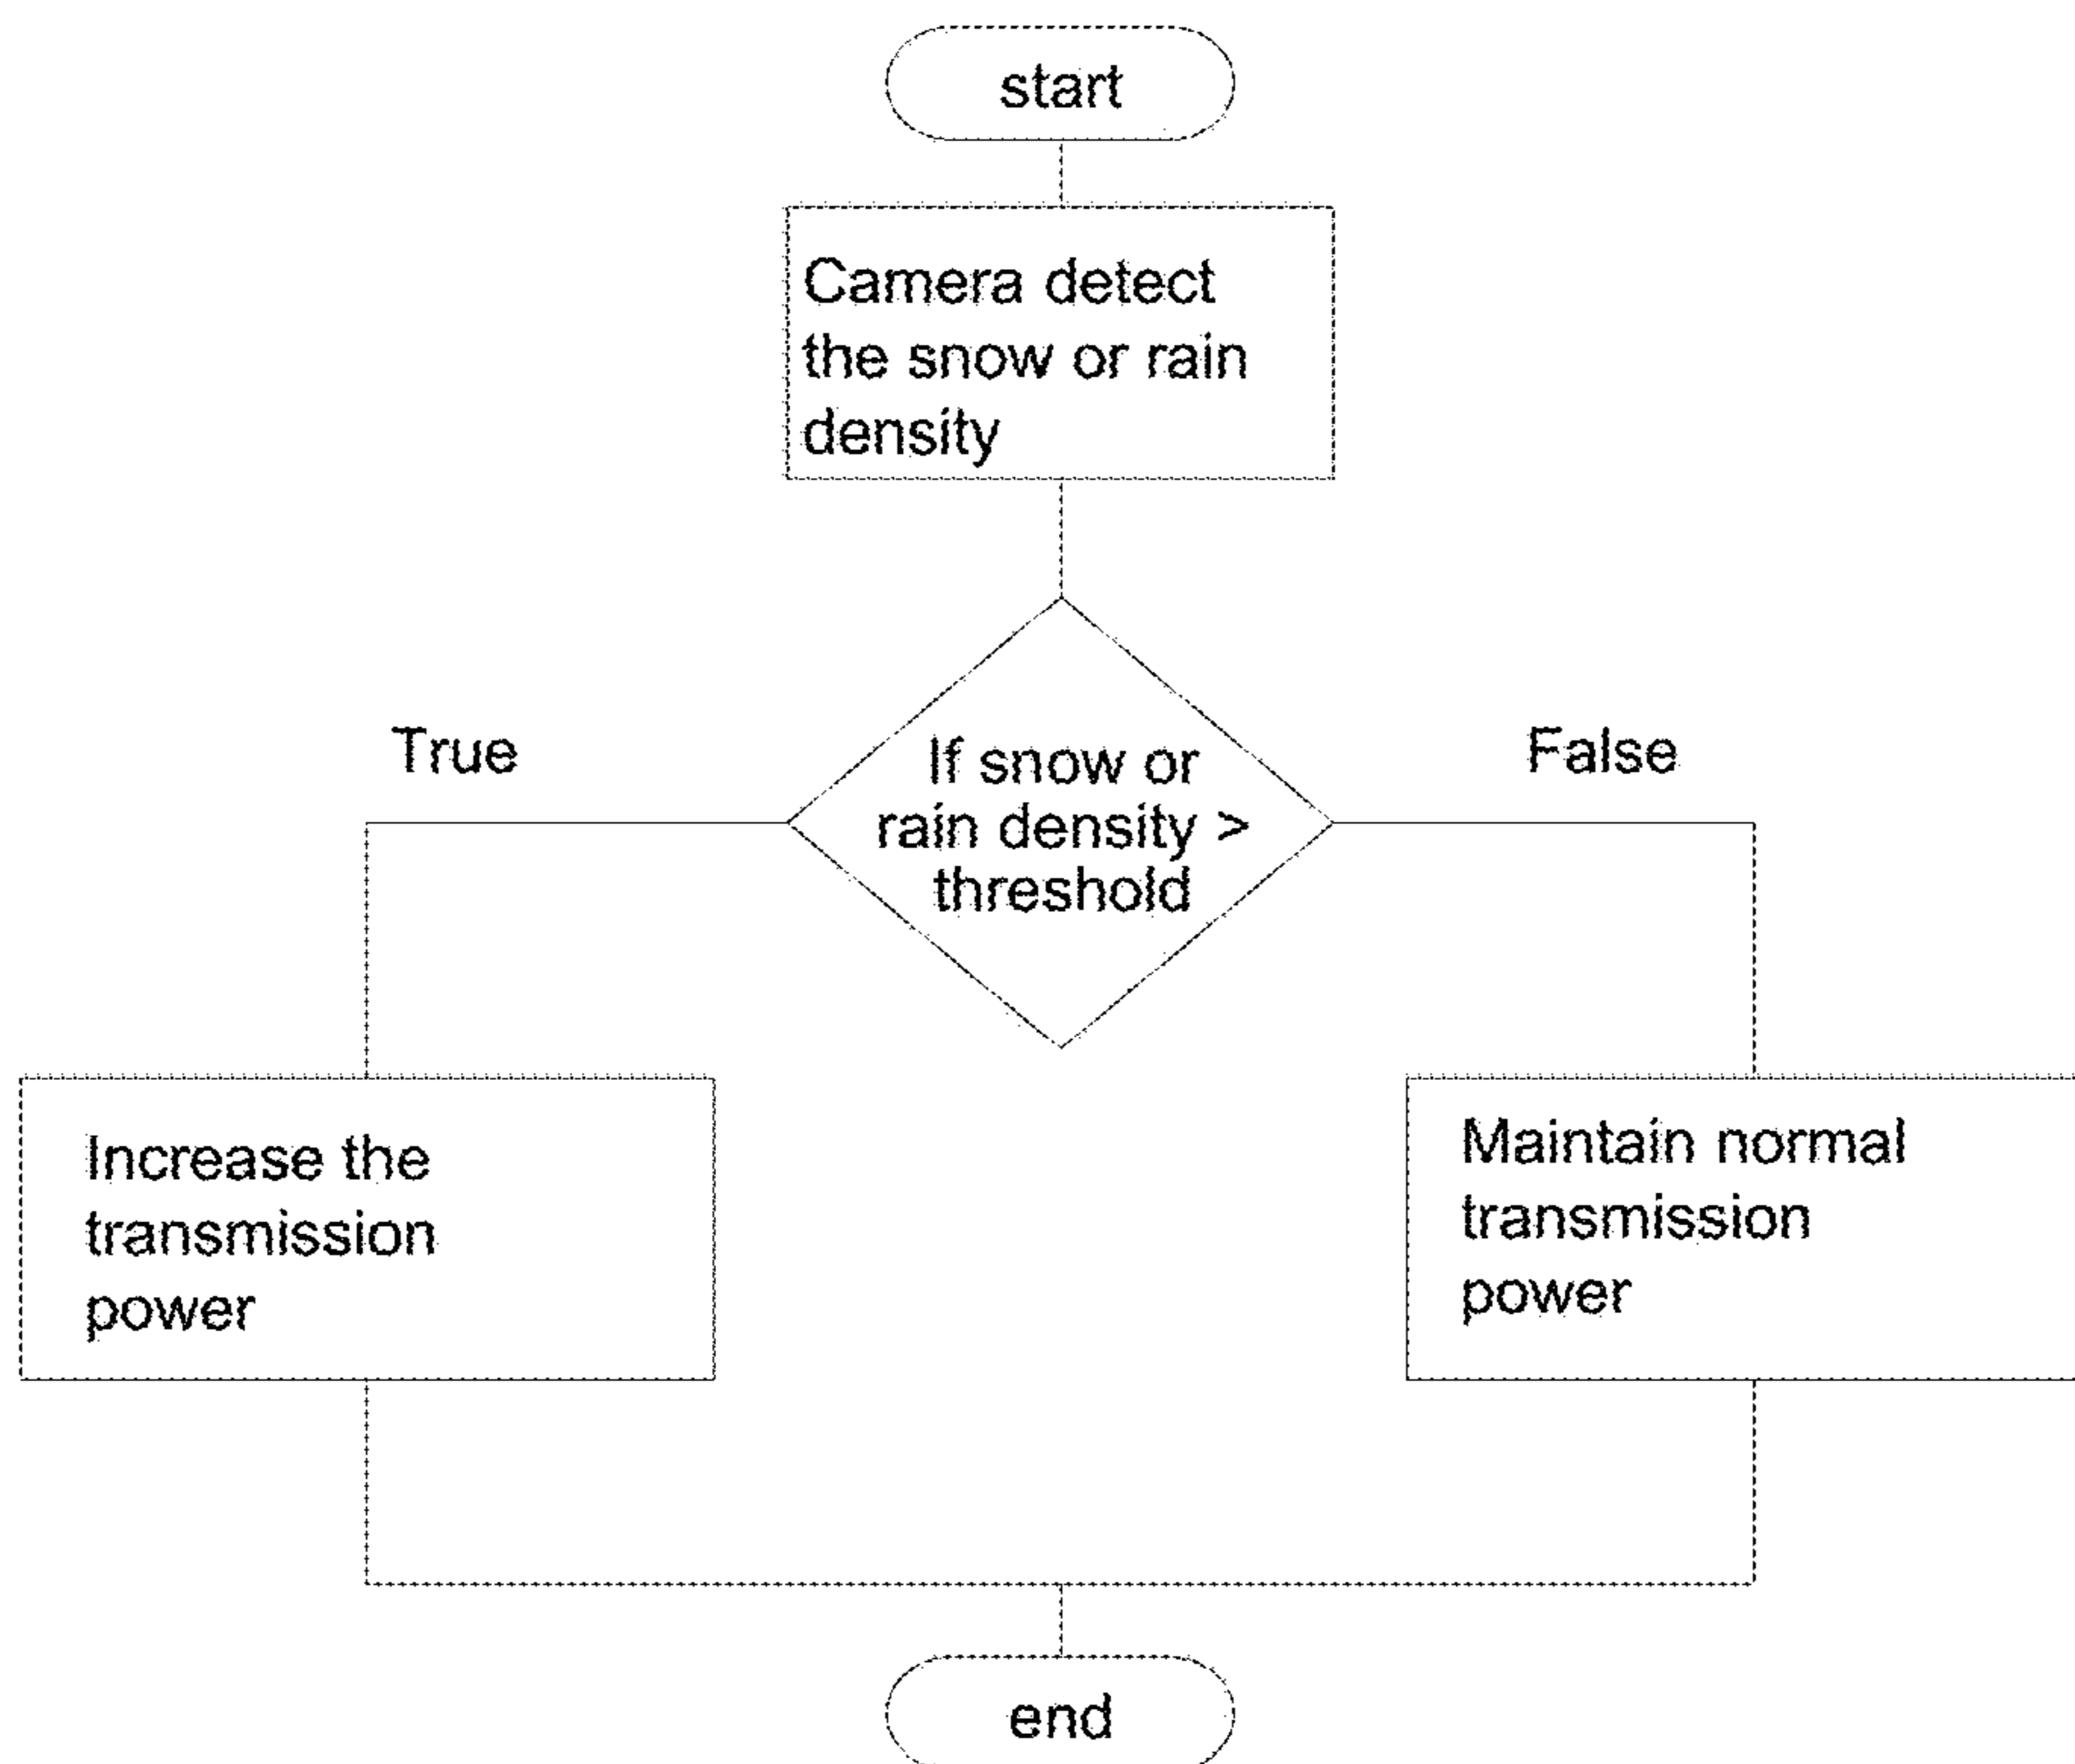 start
Camera detect
the snow or rain
density
True
If snow or
rain density >
threshold
False
Increase the
transmission
power
Maintain normal
transmission
power
end